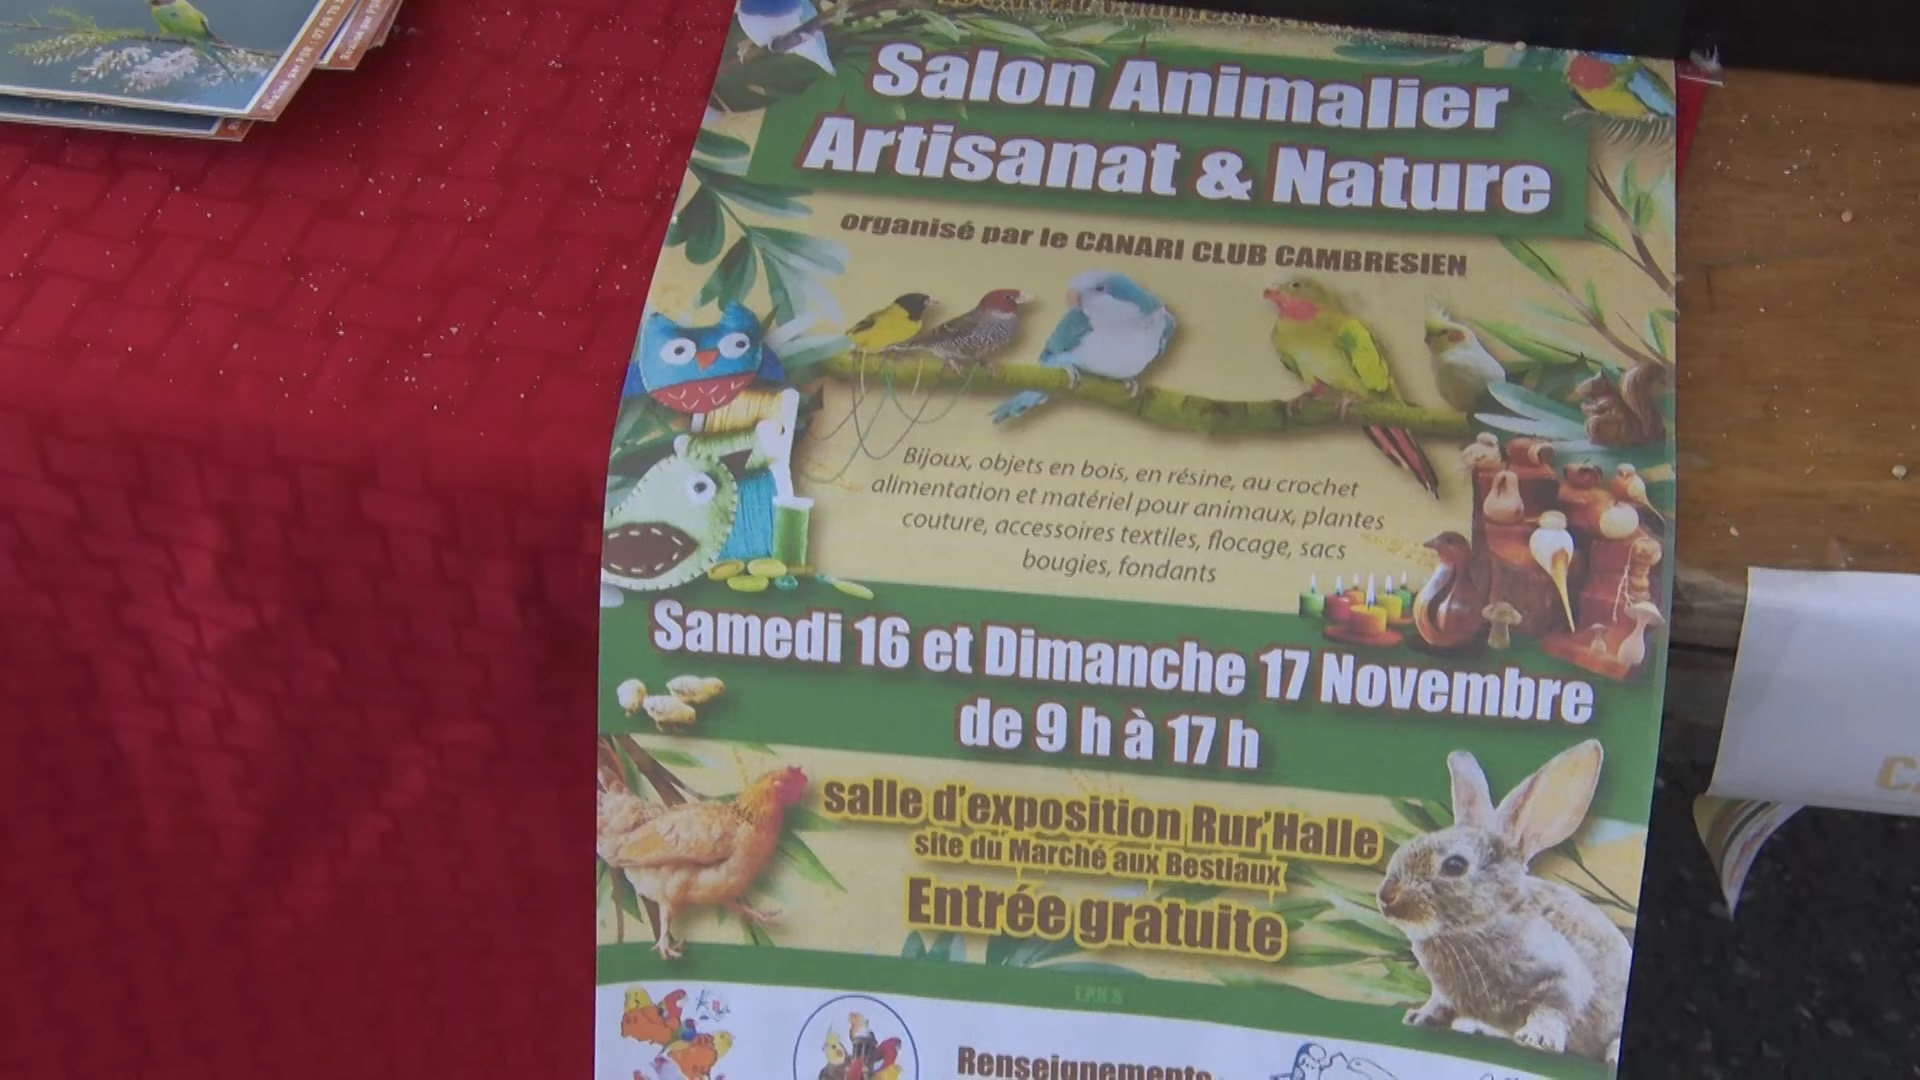 Salon Animalier
Artisanat & Nature
organisé par le CANARI CLUB CAMBRESIEN
Bijoux, objets en bois, en résine, au crochet
alimentation et matériel pour animaux, plantes
couture, accessoires textiles, flocage, sacs
bougies, fondants
Samedi 16 et Dimanche 17 Novembre
de 9 h à 17 h
salle d'exposition Rur'Halle
site du Marché aux Bestiaux
Entrée gratuite
I.P.N.S
Renseignements